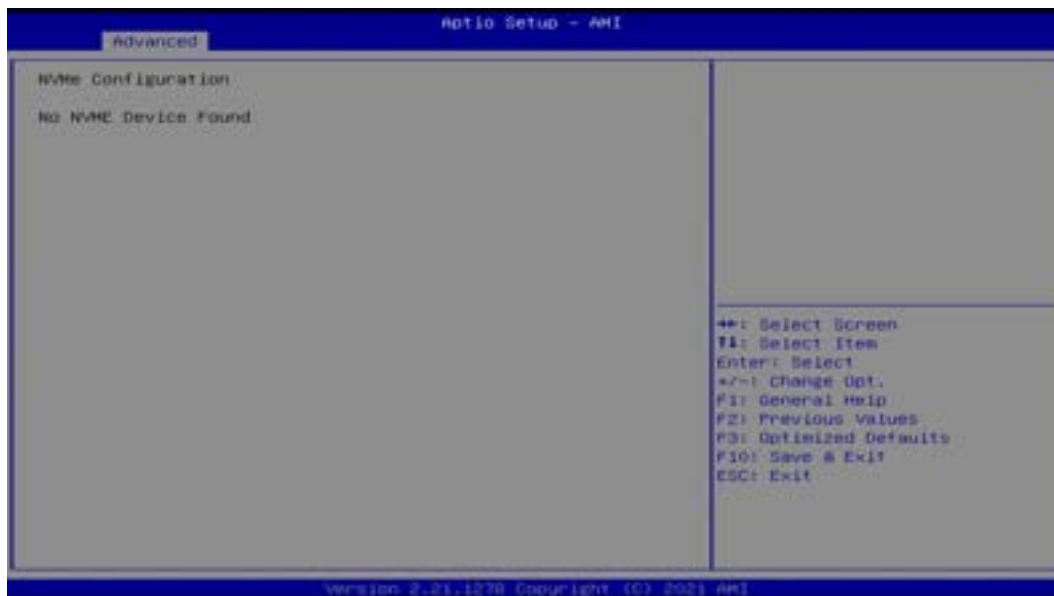 Aptio Setup - AMI
Advanced
NVMe Configuration
No NVME Device Found
→←: Select Screen
↑↓: Select Item
Enter: Select
+/-: Change Opt.
F1: General Help
F2: Previous Values
F3: Optimized Defaults
F10: Save & Exit
ESC: Exit
Version 2.21.1278 Copyright (C) 2021 AMI